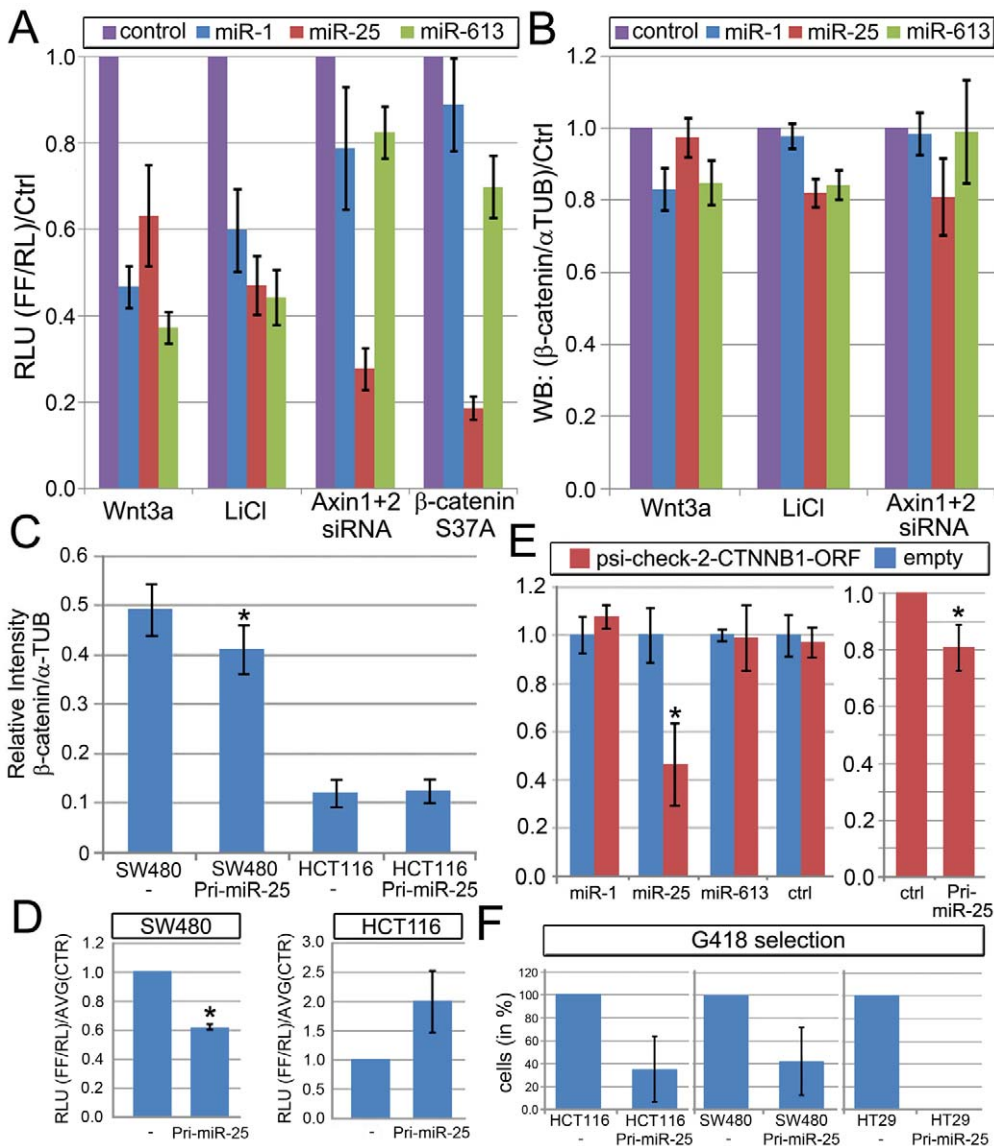 A
control miR-1 miR-25 miR-613
RLU (FF/RL)/Ctrl
1.0
0.8
0.6
0.4
0.2
0.0
Wnt3a
LiCl
Axin1+2
siRNA
β-catenin
S37A
B
control miR-1 miR-25 miR-613
WB: (β-catenin/αTUB)/Ctrl
1.2
1.0
0.8
0.6
0.4
0.2
0.0
Wnt3a
LiCl
Axin1+2
siRNA
C
Relative Intensity
β-catenin/α-TUB
0.6
0.5
0.4
0.3
0.2
0.1
0
*
SW480
-
SW480
Pri-miR-25
HCT116
-
HCT116
Pri-miR-25
E
psi-check-2-CTNNB1-ORF empty
1.2
1.0
0.8
0.6
0.4
0.2
0.0
*
miR-1
miR-25
miR-613
ctrl
1.0
0.8
0.6
0.4
0.2
0.0
*
ctrl
Pri-
miR-25
D
SW480
RLU (FF/RL)/AVG(CTR)
1.2
1.0
0.8
0.6
0.4
0.2
0.0
*
-
Pri-miR-25
HCT116
RLU (FF/RL)/AVG(CTR)
3.0
2.5
2.0
1.5
1.0
0.5
0.0
-
Pri-miR-25
F
G418 selection
cells (in %)
120
100
80
60
40
20
0
HCT116
-
HCT116
Pri-miR-25
SW480
-
SW480
Pri-miR-25
HT29
-
HT29
Pri-miR-25